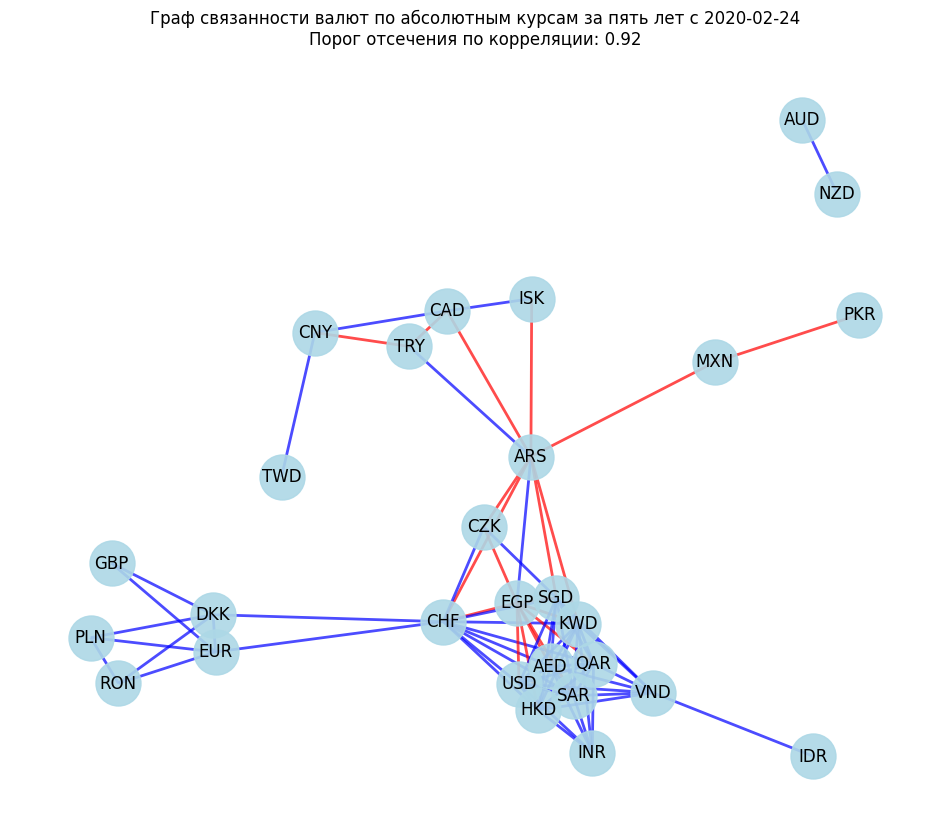 Граф связанности валют по абсолютным курсам за пять лет с 2020-02-24
Порог отсечения по корреляции: 0.92
AUD
NZD
ISK
CAD
PKR
CNY
TRY
MXN
ARS
TWD
CZK
GBP
SGD
EGP
DKK
CHF
KWD
PLN
EUR
QAR
AED
RON
USD
VND
SAR
HKD
INR
IDR